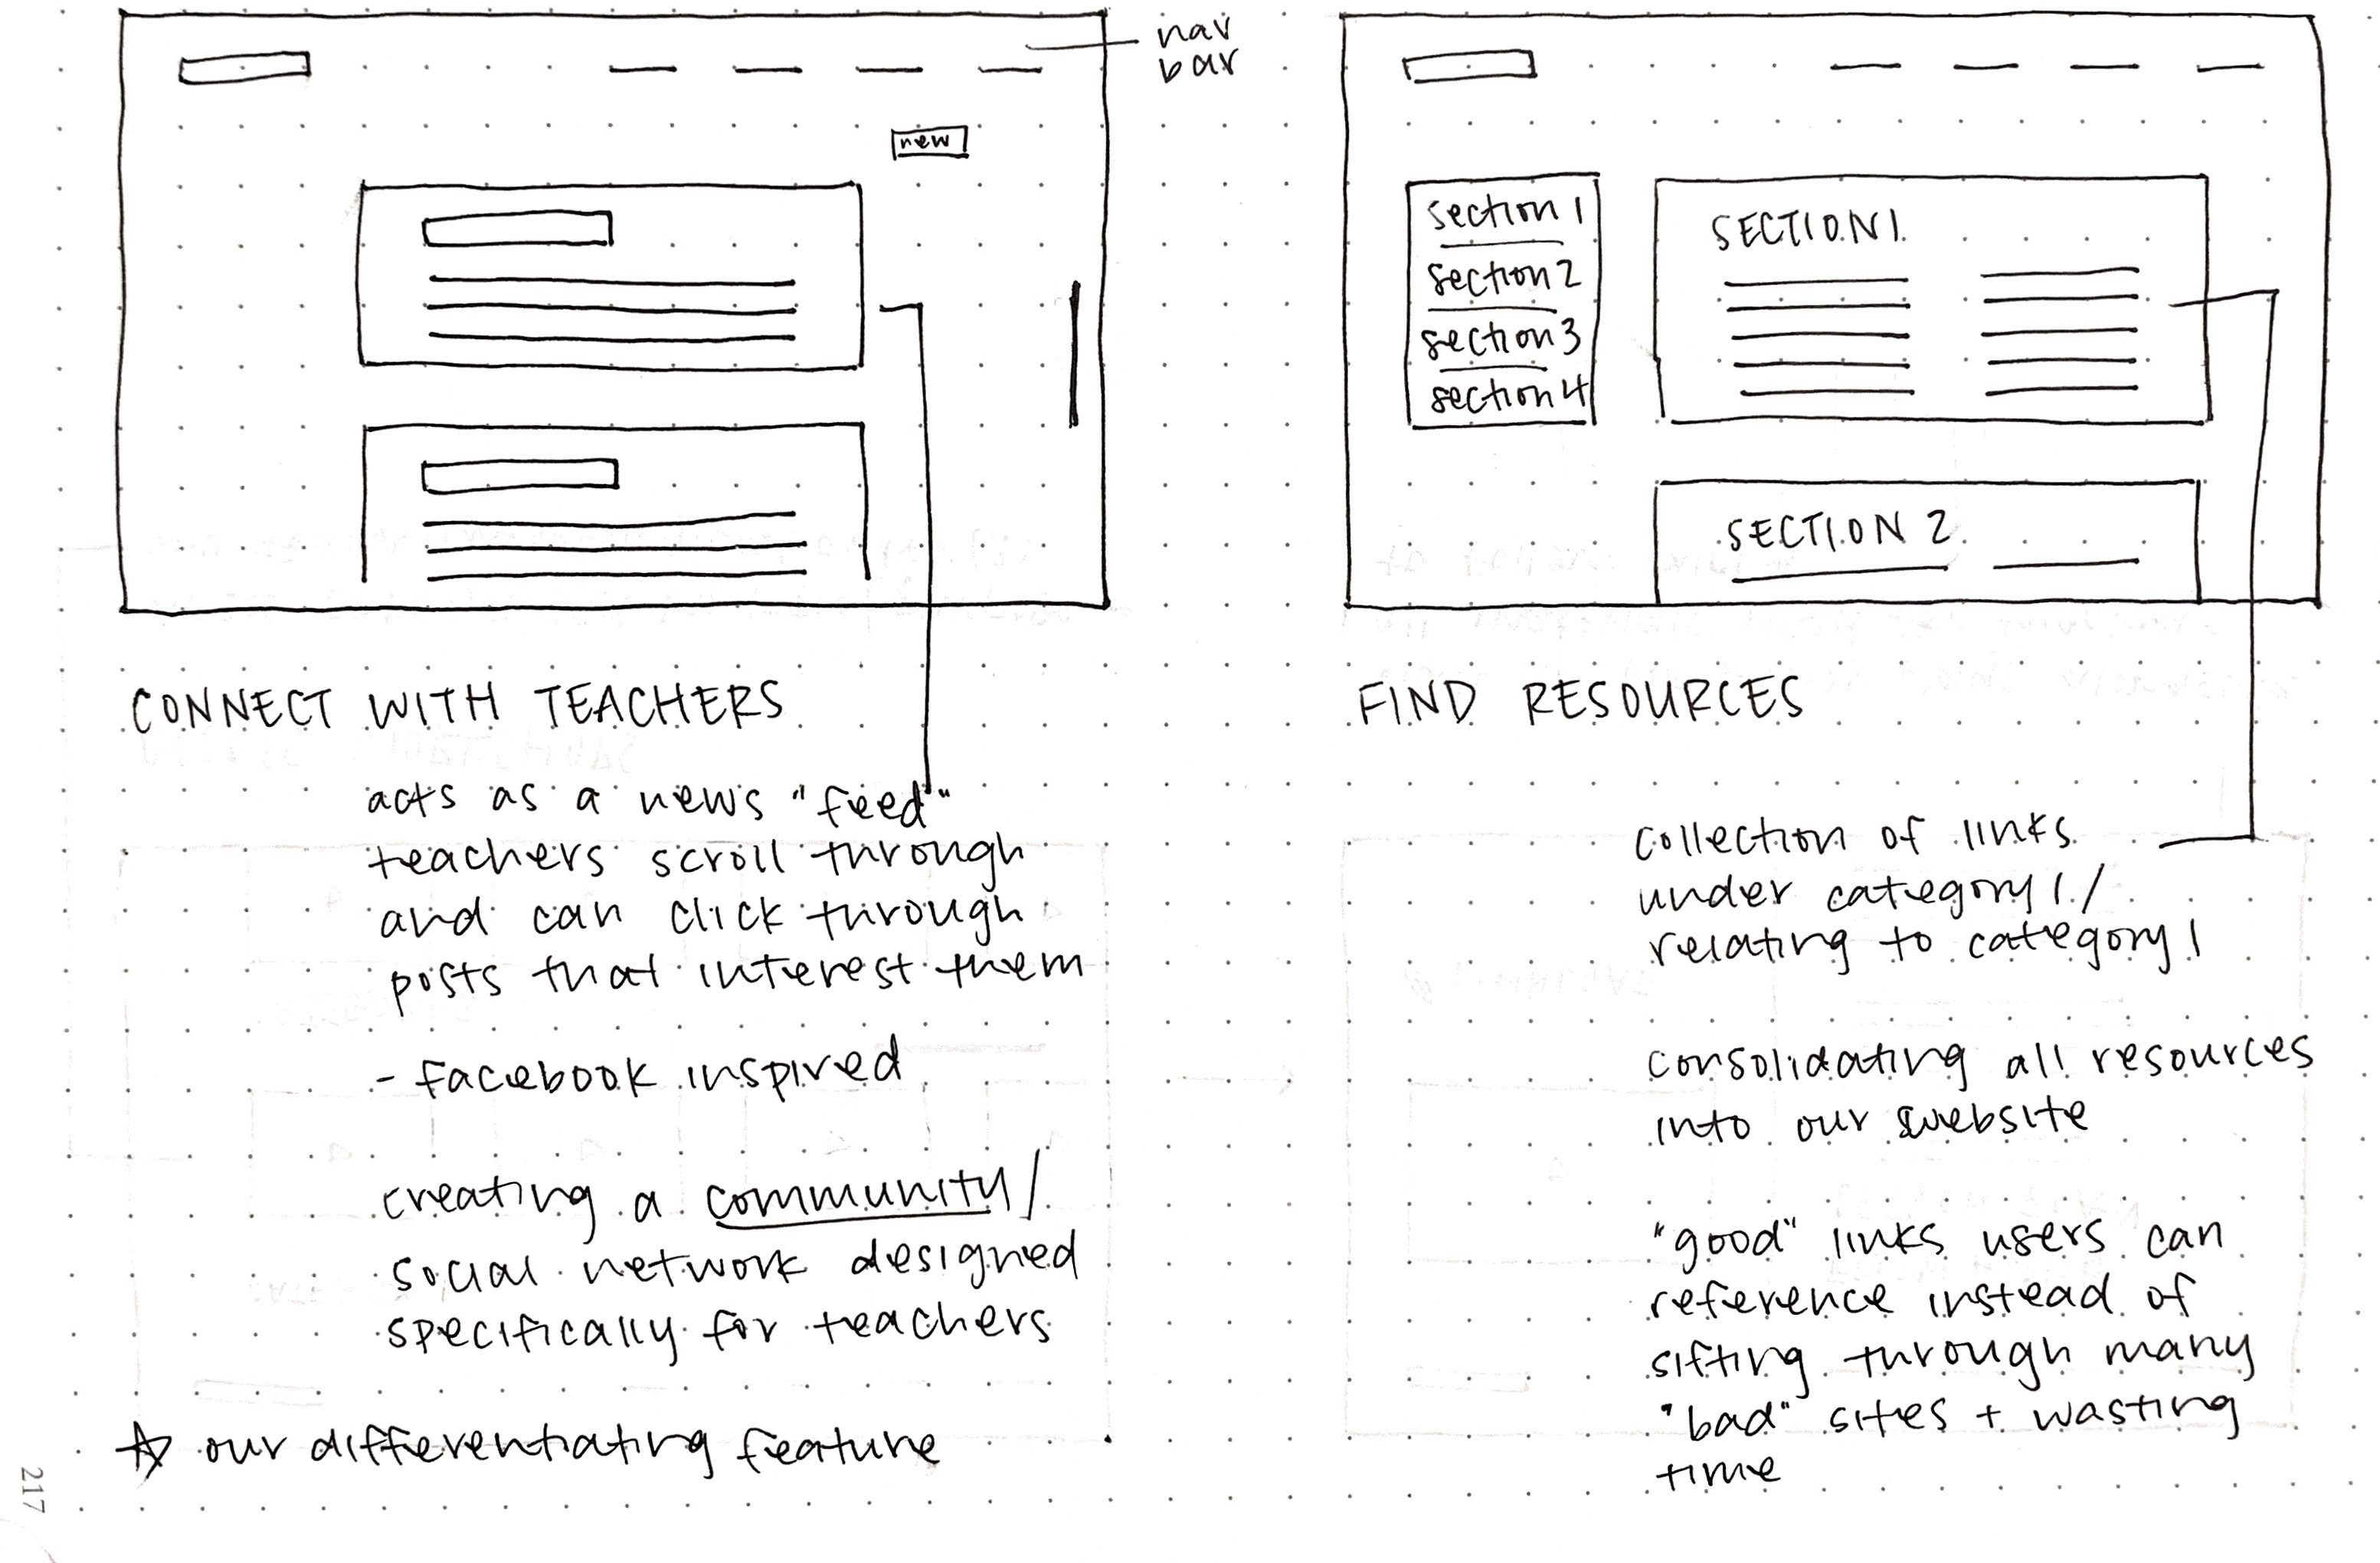 nav
bar
new
section 1
section 2
section 3
section 4
SECTION 1
SECTION 2
CONNECT WITH TEACHERS
acts as a news "feed"
teachers scroll through
and can click through
posts that interest them
- facebook inspired
creating a community/
social network designed
specifically for teachers
☆ our differentiating feature
FIND RESOURCES
collection of links
under category 1/
relating to category 1
consolidating all resources
into our website
"good" links users can
reference instead of
sifting through many
"bad" sites + wasting
time
217